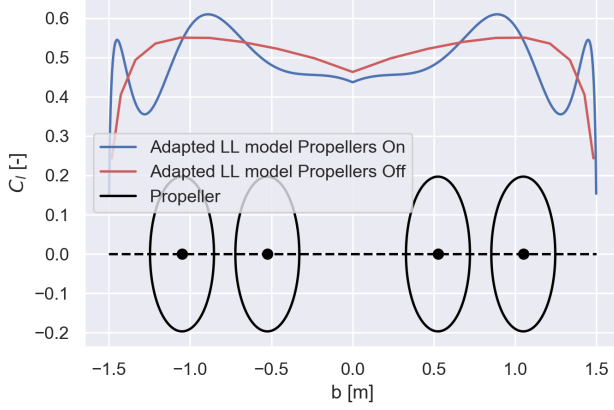 0.6
0.5
0.4
0.3
0.2
0.1
0.0
−0.1
−0.2
C_l [-]
Adapted LL model Propellers On
Adapted LL model Propellers Off
Propeller
−1.5 −1.0 −0.5 0.0 0.5 1.0 1.5
b [m]